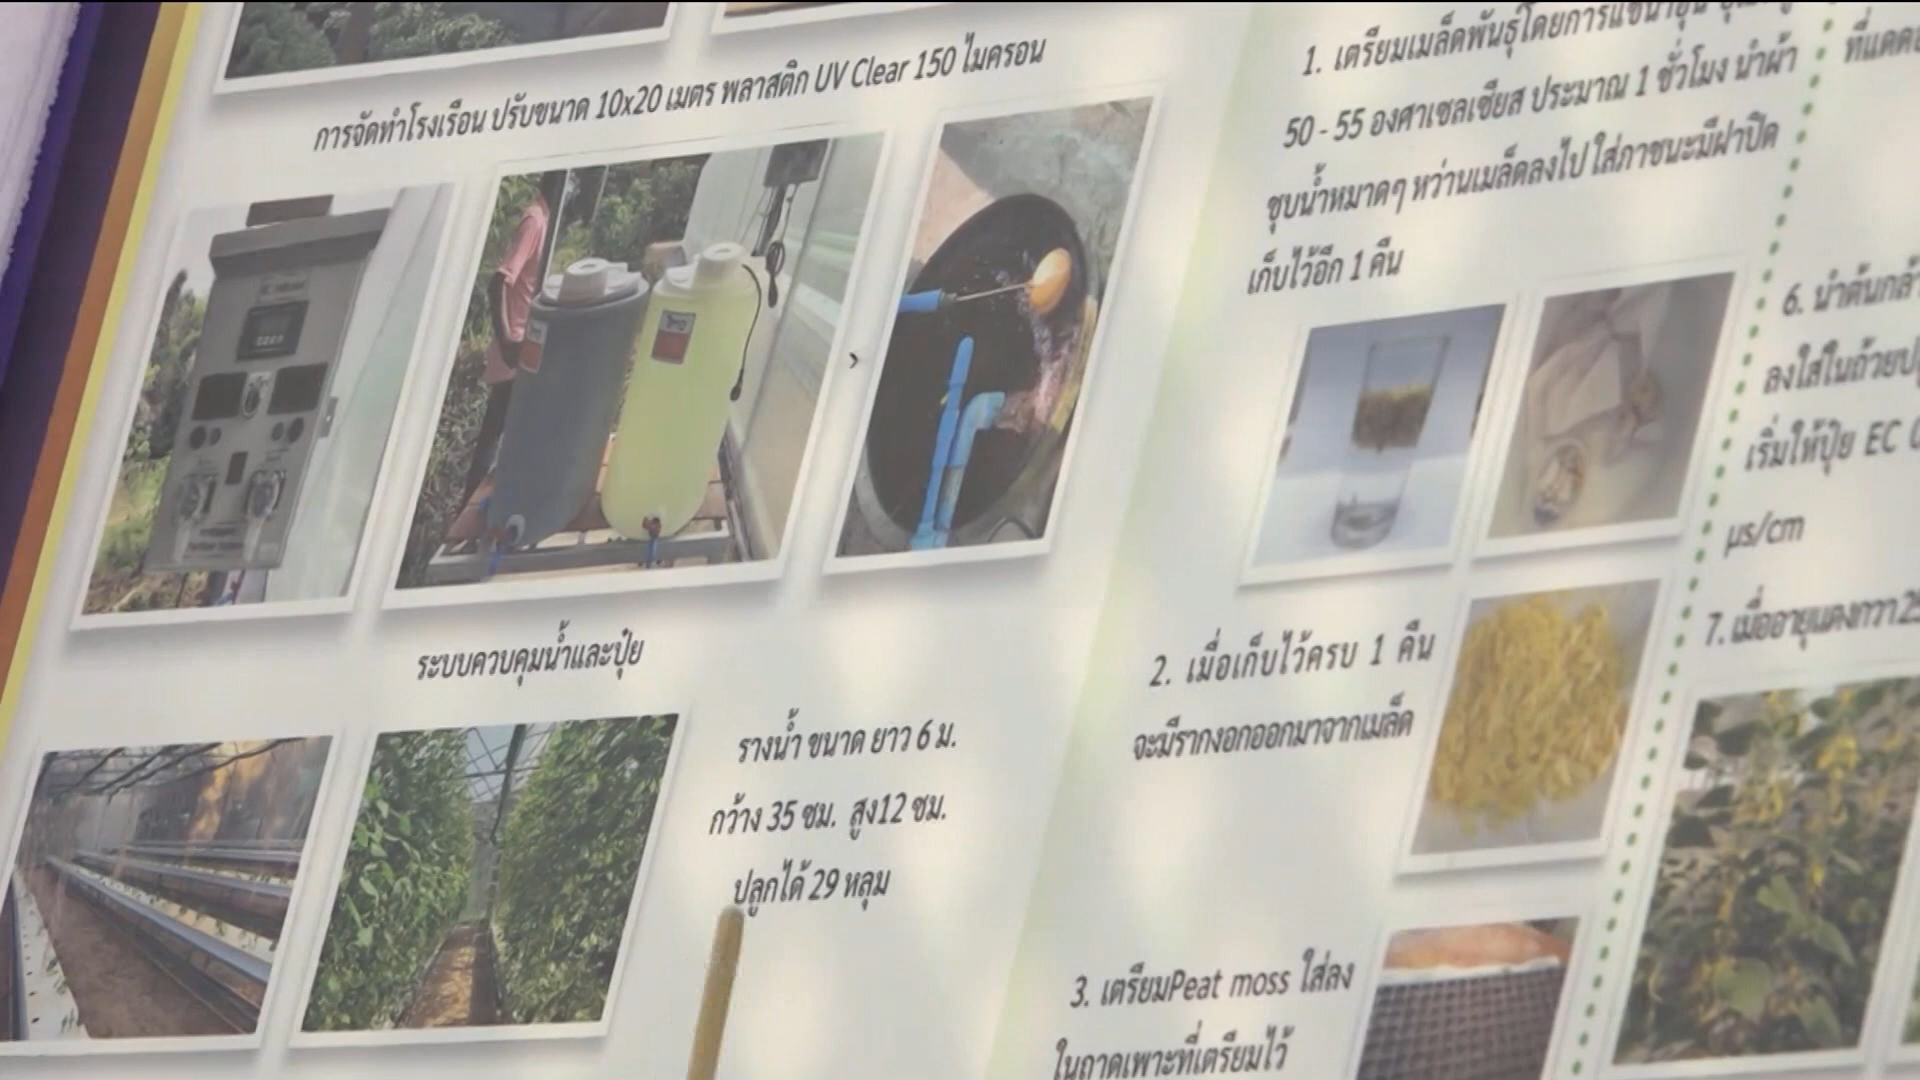 การจัดทำโรงเรือน ปรับขนาด 10x20 เมตร พลาสติก UV Clear 150 ไมครอน
ระบบควบคุมน้ำและปุ๋ย
รางน้ำ ขนาด ยาว 6 ม.
กว้าง 35 ซม. สูง12 ซม.
ปลูกได้ 29 หลุม
1. เตรียมเมล็ดพันธุ์โดยการแช่น้ำอุ่น
50 - 55 องศาเซลเซียส ประมาณ 1 ชั่วโมง นำผ้า
ชุบน้ำหมาดๆ หว่านเมล็ดลงไป ใส่ภาชนะมีฝาปิด
เก็บไว้อีก 1 คืน
2. เมื่อเก็บไว้ครบ 1 คืน
จะมีรากงอกออกมาจากเมล็ด
3. เตรียมPeat moss ใส่ลง
ในถาดเพาะที่เตรียมไว้
ที่แดด
6. นำต้นกล้า
ลงใส่ในถ้วย
เริ่มให้ปุ๋ย EC
µs/cm
7. เมื่ออายุแตงกวา 25